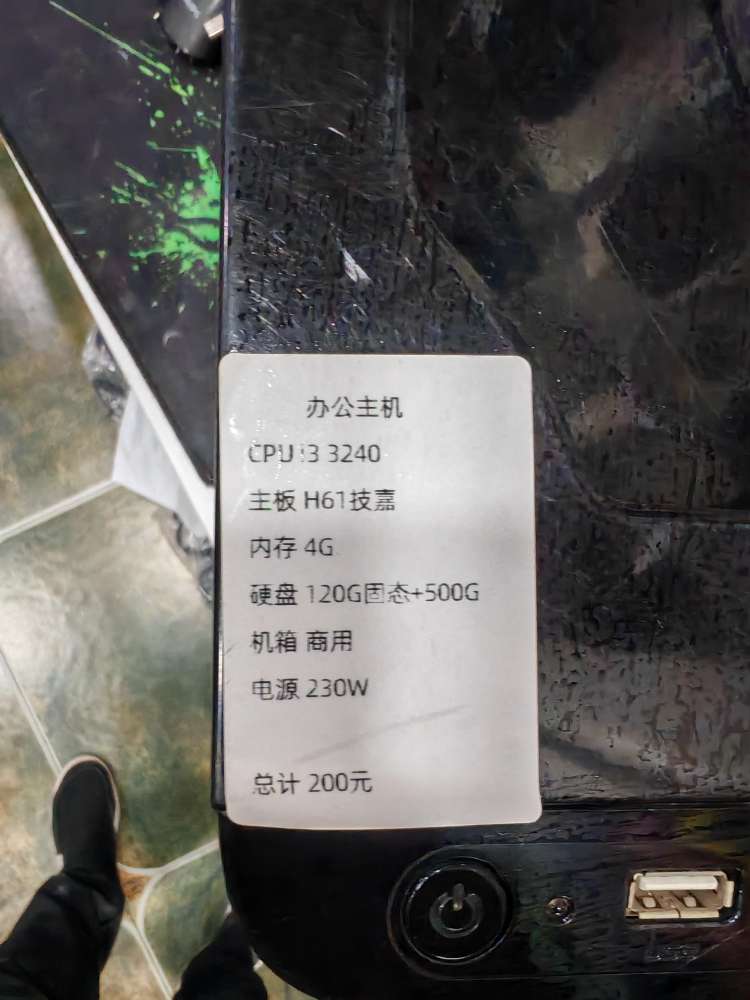 办公主机
CPU i3 3240
主板 H61技嘉
内存 4G
硬盘 120G固态+500G
机箱 商用
电源 230W
总计 200元